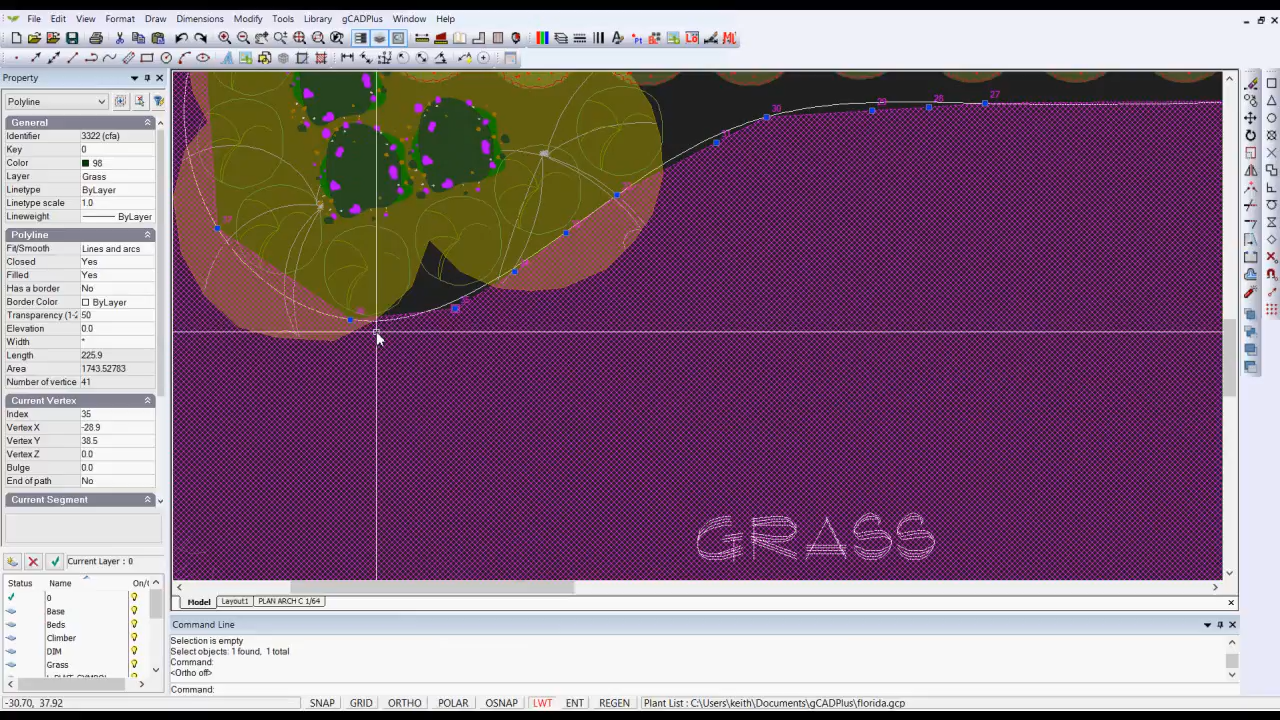 File Edit View Format Draw Dimensions Modify Tools Library gCADPlus Window Help
Property
Polyline
General
Identifier 3322 (cfa)
Key 0
Color 98
Layer Grass
Linetype ByLayer
Linetype scale 1.0
Lineweight ByLayer
Polyline
Fit/Smooth Lines and arcs
Closed Yes
Filled Yes
Has a border No
Border Color ByLayer
Transparency (1-2 50
Elevation 0.0
Width *
Length 225.9
Area 1743.52783
Number of vertice 41
Current Vertex
Index 35
Vertex X -28.9
Vertex Y 38.5
Vertex Z 0.0
Bulge 0.0
End of path No
Current Segment
Current Layer : 0
Status Name On/(
0
Base
Beds
Climber
DIM
Grass
30 28 27
GRASS
Model Layout1 PLAN ARCH C 1/64
Command Line
Selection is empty
Select objects: 1 found, 1 total
Command:
<Ortho off>
Command:
-30.70, 37.92 SNAP GRID ORTHO POLAR OSNAP LWT ENT REGEN Plant List : C:\Users\keith\Documents\gCADPlus\florida.gcp